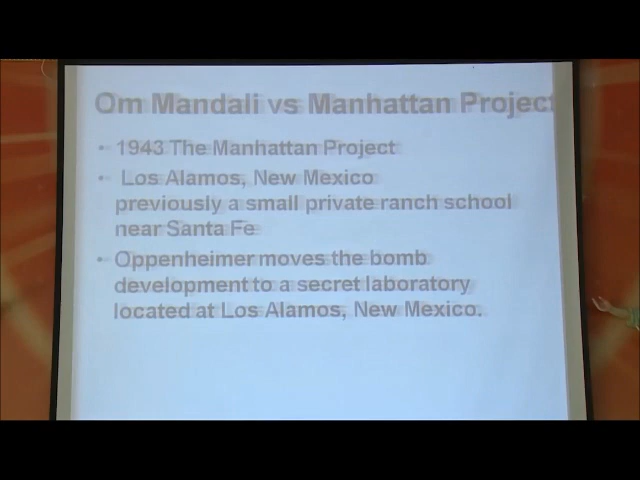 Om Mandali vs Manhattan Project
• 1943 The Manhattan Project
• Los Alamos, New Mexico
previously a small private ranch school
near Santa Fe
• Oppenheimer moves the bomb
development to a secret laboratory
located at Los Alamos, New Mexico.